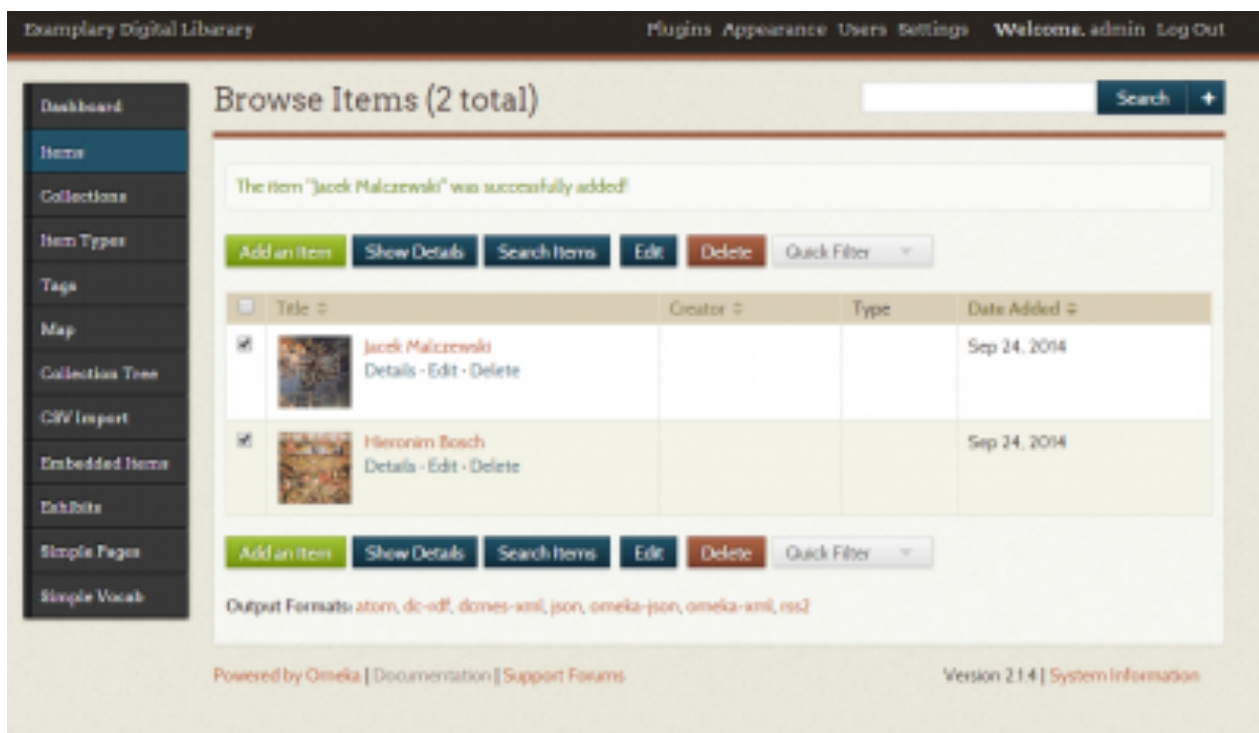 Examplary Digital Libarary
Plugins Appearance Users Settings Welcome, admin Log Out
Dashboard
Items
Collections
Item Types
Tags
Map
Collection Tree
CSV Import
Embedded Items
Exhibits
Simple Pages
Simple Vocab
Browse Items (2 total)
Search +
The item "Jacek Malczewski" was successfully added!
Add an Item Show Details Search Items Edit Delete Quick Filter
Title Creator Type Date Added
Jacek Malczewski Sep 24, 2014
Details · Edit · Delete
Hieronim Bosch Sep 24, 2014
Details · Edit · Delete
Add an Item Show Details Search Items Edit Delete Quick Filter
Output Formats: atom, dc-rdf, dcmes-xml, json, omeka-json, omeka-xml, rss2
Powered by Omeka | Documentation | Support Forums
Version 2.1.4 | System Information